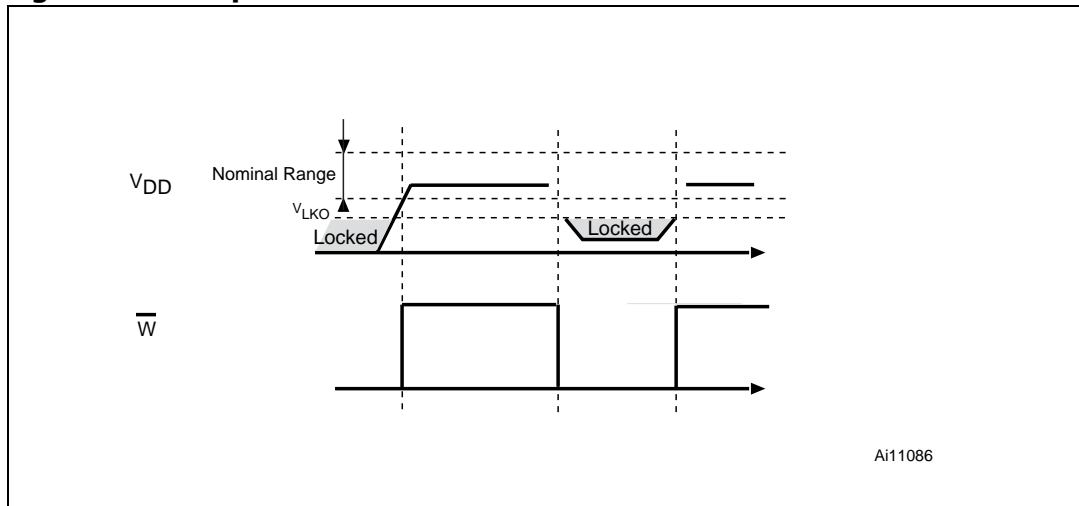 Nominal Range
VDD
VLKO
Locked
Locked
W
Ai11086